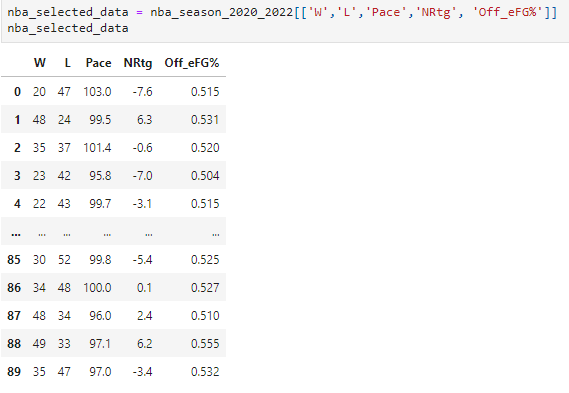 nba_selected_data = nba_season_2020_2022[['W','L','Pace','NRtg', 'Off_eFG%']]
nba_selected_data
W L Pace NRtg Off_eFG%
0 20 47 103.0 -7.6 0.515
1 48 24 99.5 6.3 0.531
2 35 37 101.4 -0.6 0.520
3 23 42 95.8 -7.0 0.504
4 22 43 99.7 -3.1 0.515
... ... ... ... ... ...
85 30 52 99.8 -5.4 0.525
86 34 48 100.0 0.1 0.527
87 48 34 96.0 2.4 0.510
88 49 33 97.1 6.2 0.555
89 35 47 97.0 -3.4 0.532